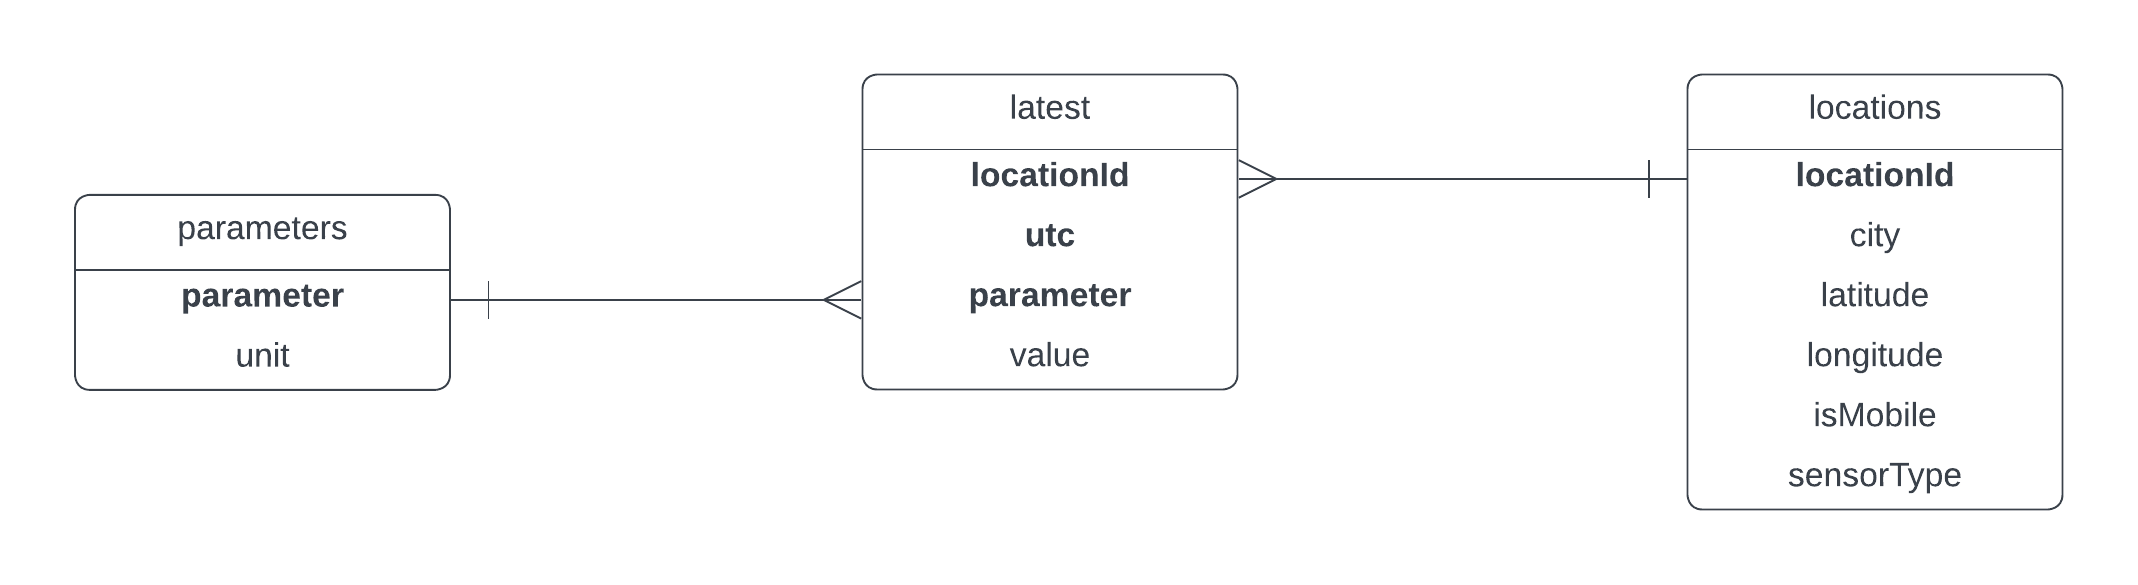 parameters
parameter
unit
latest
locationId
utc
parameter
value
locations
locationId
city
latitude
longitude
isMobile
sensorType